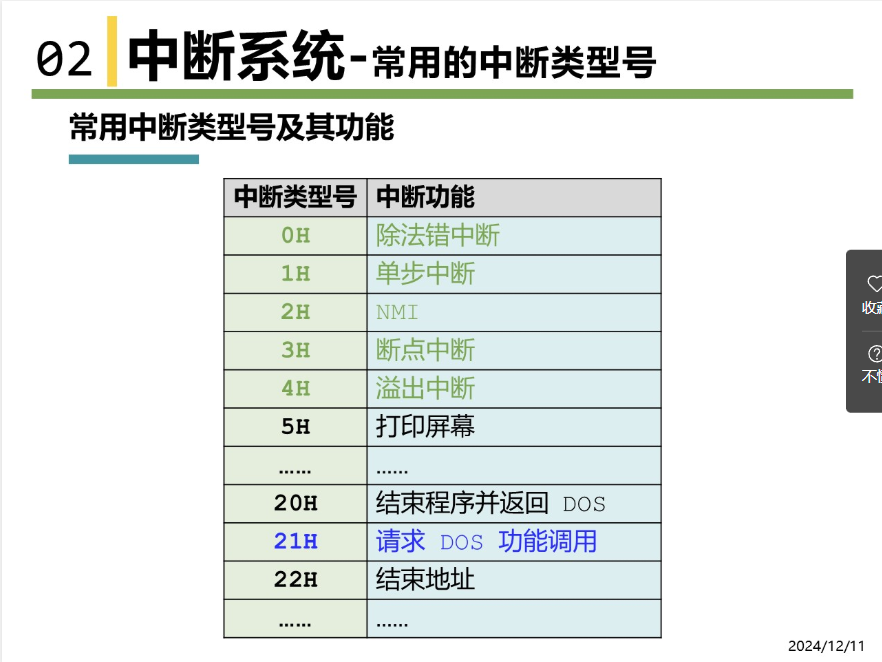 02 中断系统-常用的中断类型号
常用中断类型号及其功能
中断类型号 中断功能
0H 除法错中断
1H 单步中断
2H NMI
3H 断点中断
4H 溢出中断
5H 打印屏幕
…… ……
20H 结束程序并返回 DOS
21H 请求 DOS 功能调用
22H 结束地址
…… ……
2024/12/11